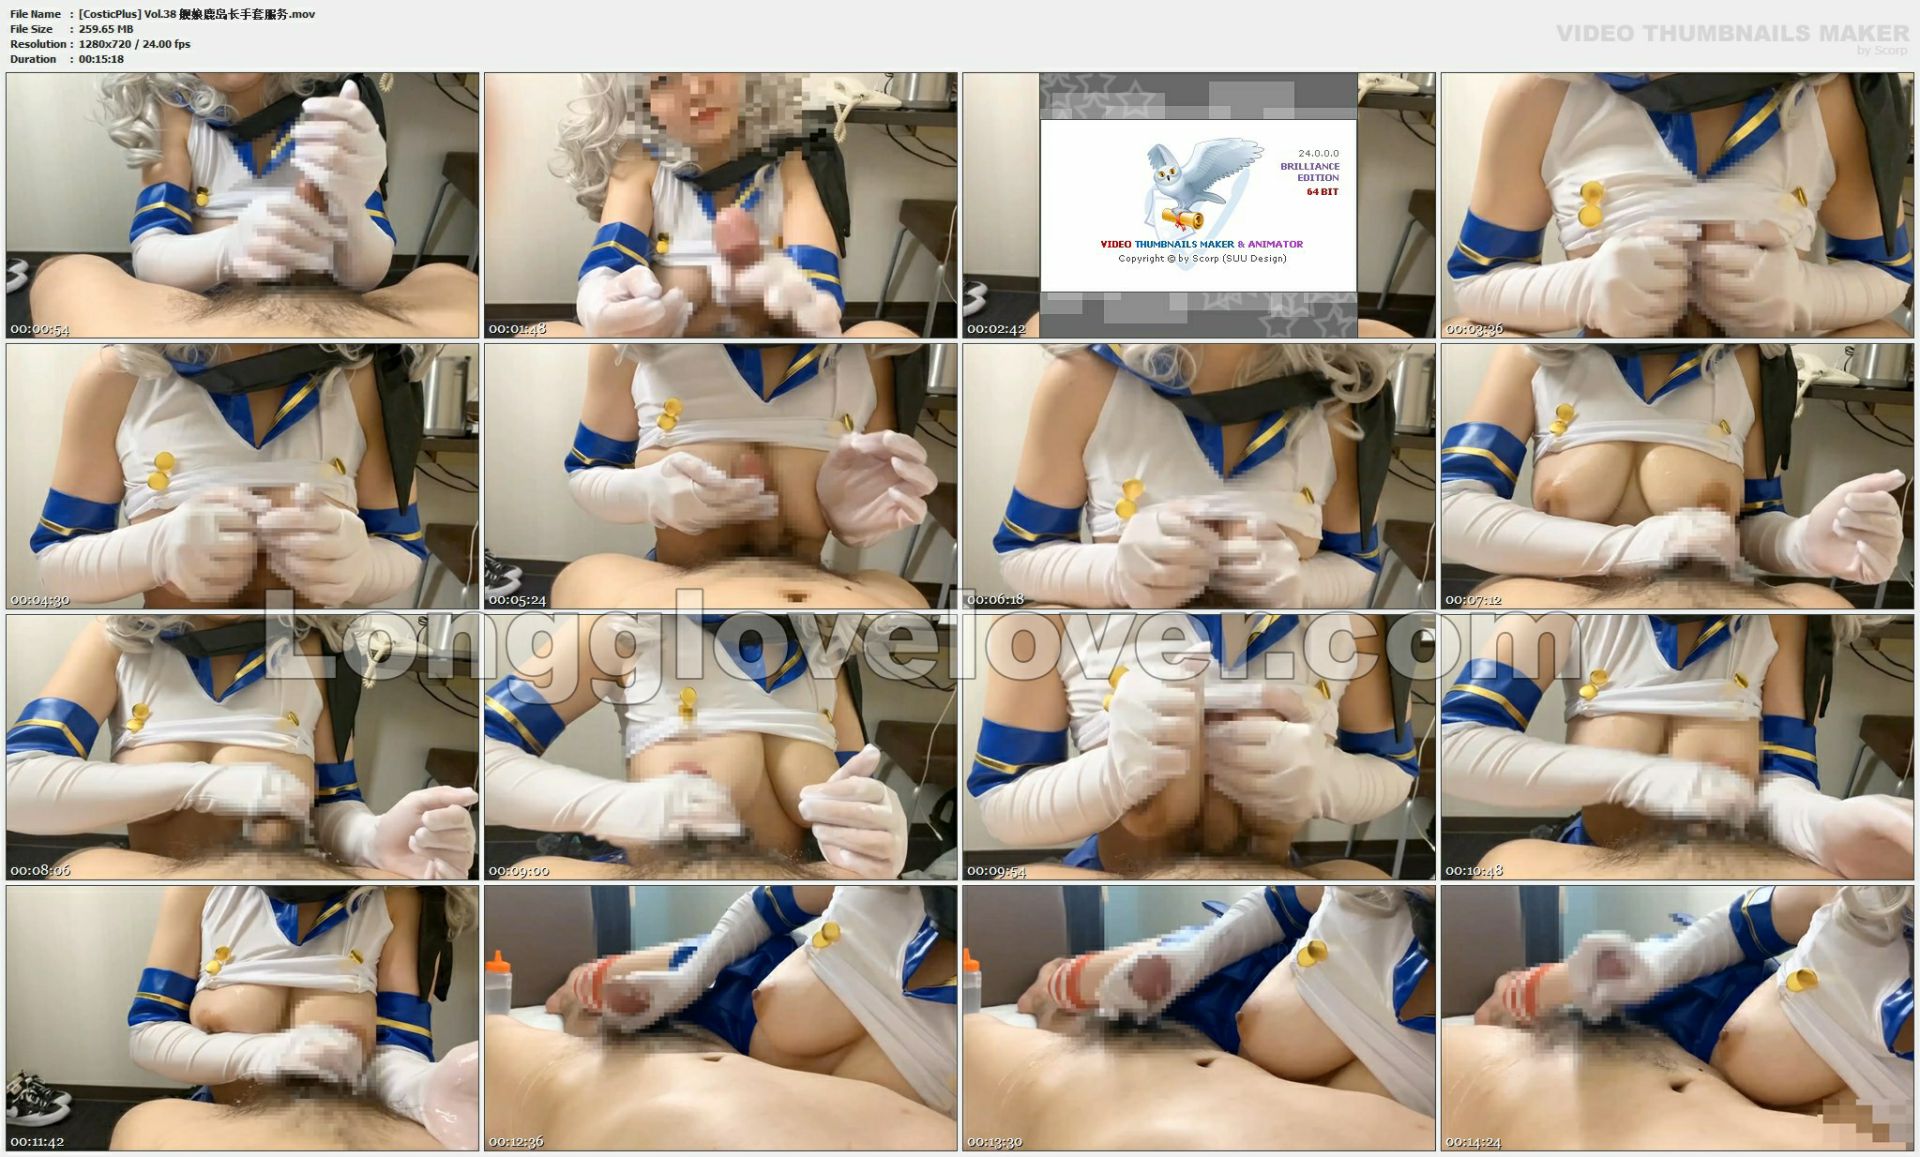 File Name : [CosticPlus] Vol.38 舰娘鹿岛长手套服务.mov
File Size : 259.65 MB
Resolution : 1280x720 / 24.00 fps
Duration : 00:15:18
VIDEO THUMBNAILS MAKER
by Scorp
24.0.0.0
BRILLIANCE
EDITION
64 BIT
VIDEO THUMBNAILS MAKER & ANIMATOR
Copyright © by Scorp (SUU Design)
00:00:54
00:01:48
00:02:42
00:03:36
00:04:30
00:05:24
00:06:18
00:07:12
Longglovelover.com
00:08:06
00:09:00
00:09:54
00:10:48
00:11:42
00:12:36
00:13:30
00:14:24